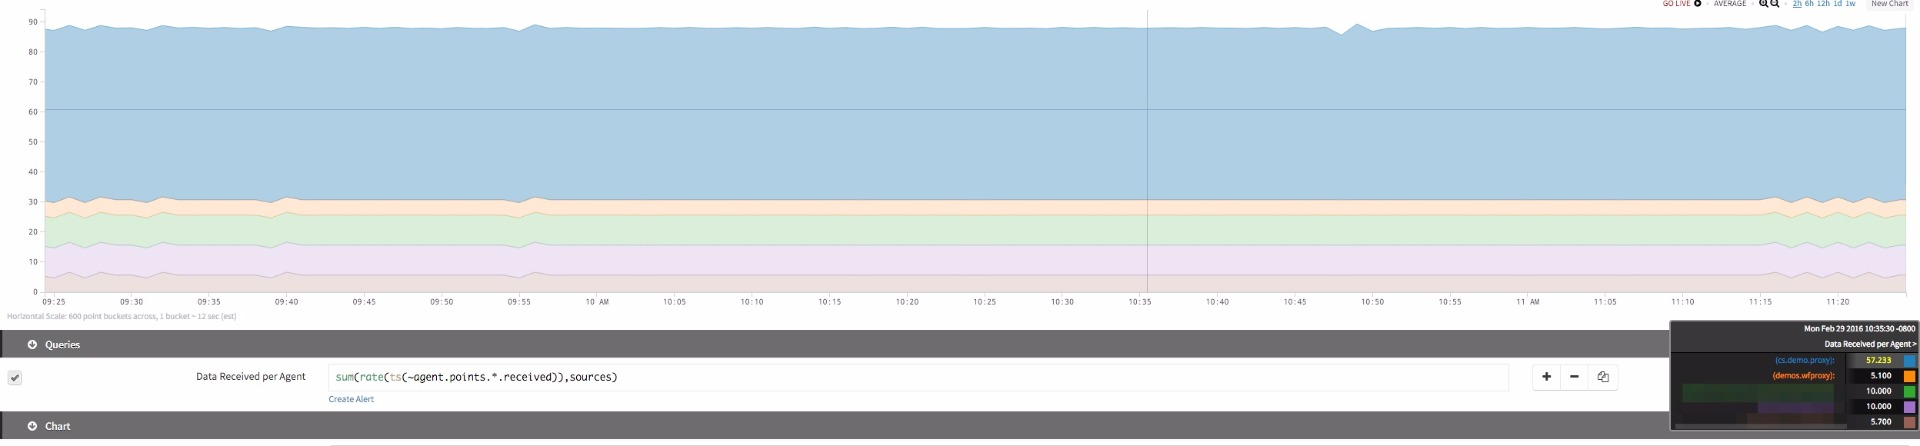 GO LIVE AVERAGE 2h 6h 12h 1d 1w New Chart
90
80
70
60
50
40
30
20
10
0
09:25 09:30 09:35 09:40 09:45 09:50 09:55 10 AM 10:05 10:10 10:15 10:20 10:25 10:30 10:35 10:40 10:45 10:50 10:55 11 AM 11:05 11:10 11:15 11:20
Horizontal Scale: 600 point buckets across, 1 bucket ~ 12 sec (est)
Queries
Data Received per Agent sum(rate(ts(~agent.points.*.received)),sources)
Create Alert
Chart
Mon Feb 29 2016 10:35:30 -0800
Data Received per Agent >
(cs.demo.proxy): 57.233
(demos.wfproxy): 5.100
10.000
10.000
5.700